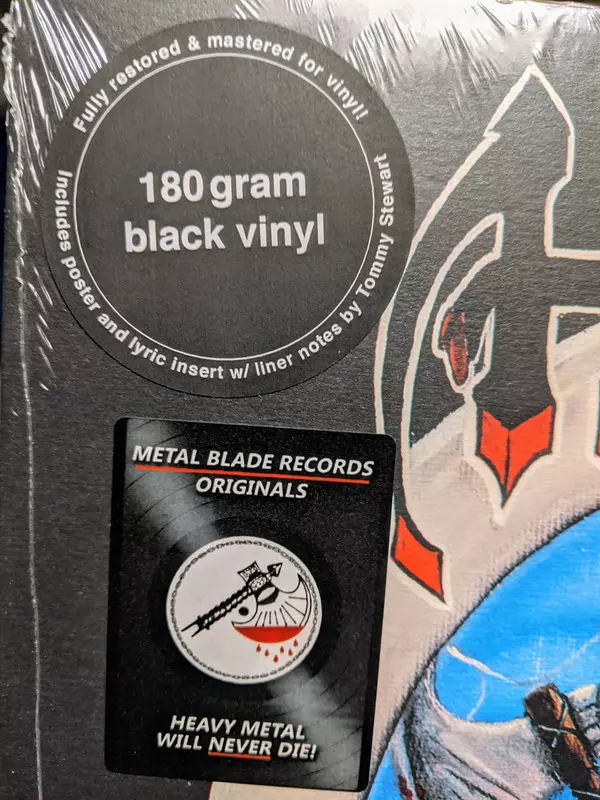 Fully restored & mastered for vinyl!
180 gram
black vinyl
Includes poster and lyric insert w/ liner notes by Tommy Stewart
METAL BLADE RECORDS
ORIGINALS
HEAVY METAL
WILL NEVER DIE!